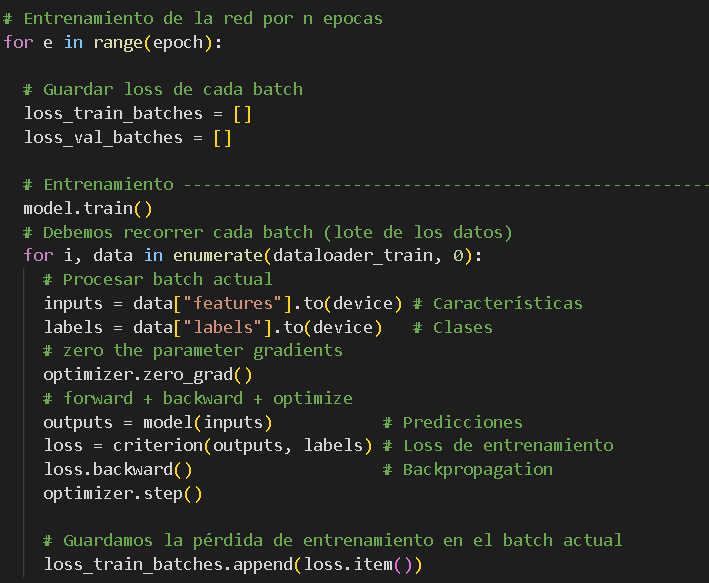 # Entrenamiento de la red por n epocas
for e in range(epoch):
# Guardar loss de cada batch
loss_train_batches = []
loss_val_batches = []
# Entrenamiento -----------------------------------------------------
model.train()
# Debemos recorrer cada batch (lote de los datos)
for i, data in enumerate(dataloader_train, 0):
# Procesar batch actual
inputs = data["features"].to(device) # Características
labels = data["labels"].to(device)   # Clases
# zero the parameter gradients
optimizer.zero_grad()
# forward + backward + optimize
outputs = model(inputs)           # Predicciones
loss = criterion(outputs, labels) # Loss de entrenamiento
loss.backward()                   # Backpropagation
optimizer.step()
# Guardamos la pérdida de entrenamiento en el batch actual
loss_train_batches.append(loss.item())